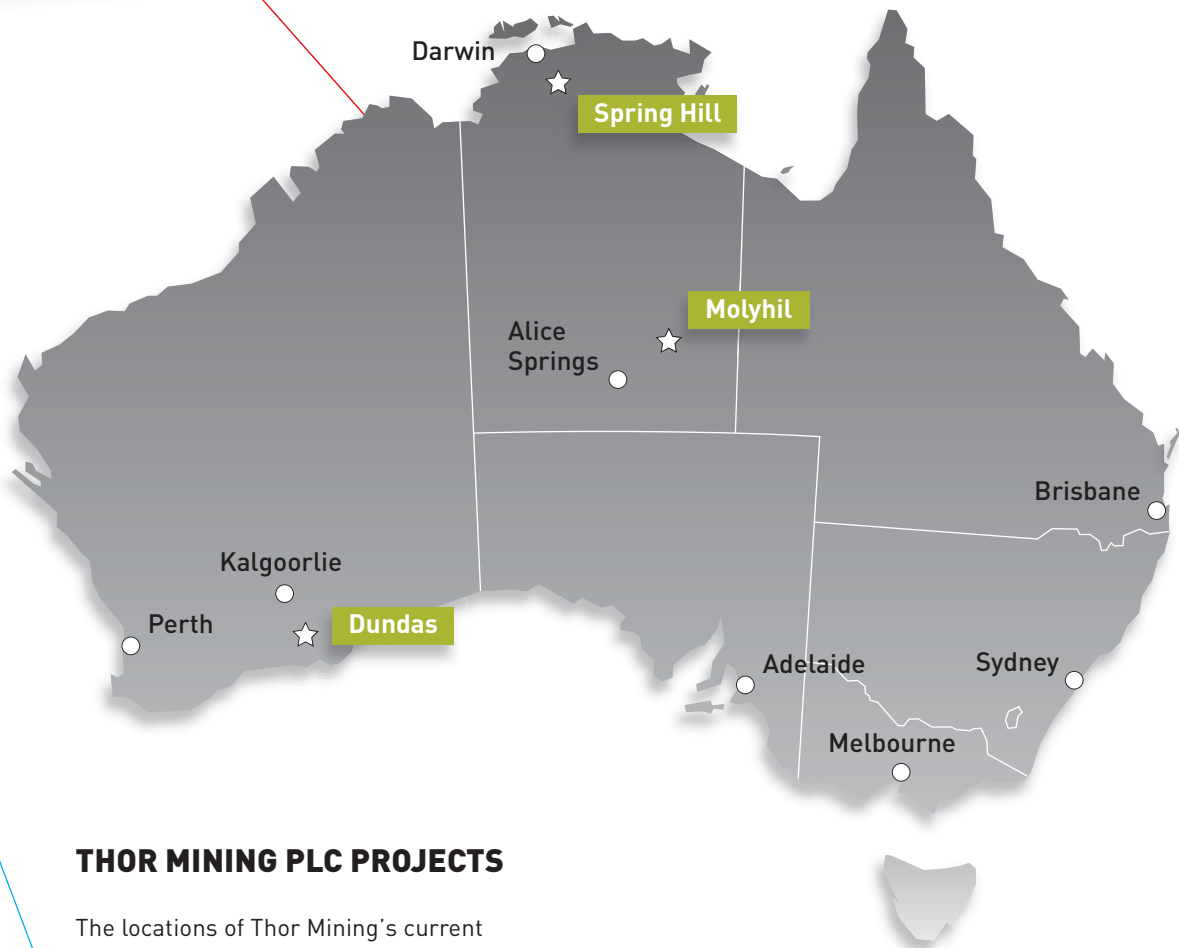 Darwin
Spring Hill
Molyhil
Alice
Springs
Brisbane
Kalgoorlie
Perth
Dundas
Adelaide
Sydney
Melbourne
THOR MINING PLC PROJECTS
The locations of Thor Mining’s current